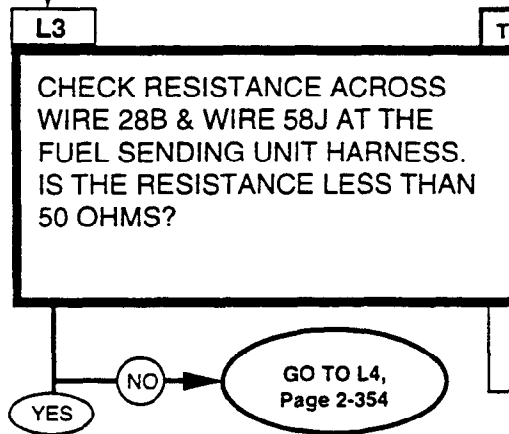 L3
T
CHECK RESISTANCE ACROSS
WIRE 28B & WIRE 58J AT THE
FUEL SENDING UNIT HARNESS.
IS THE RESISTANCE LESS THAN
50 OHMS?
NO
GO TO L4,
Page 2-354
YES